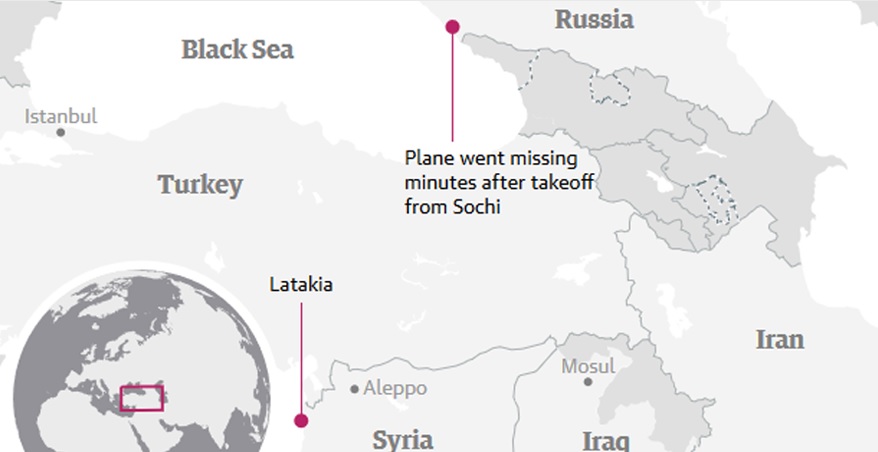 Russia
Black Sea
Istanbul
Plane went missing
minutes after takeoff
from Sochi
Turkey
Latakia
Iran
Mosul
Aleppo
Syria
Iraq